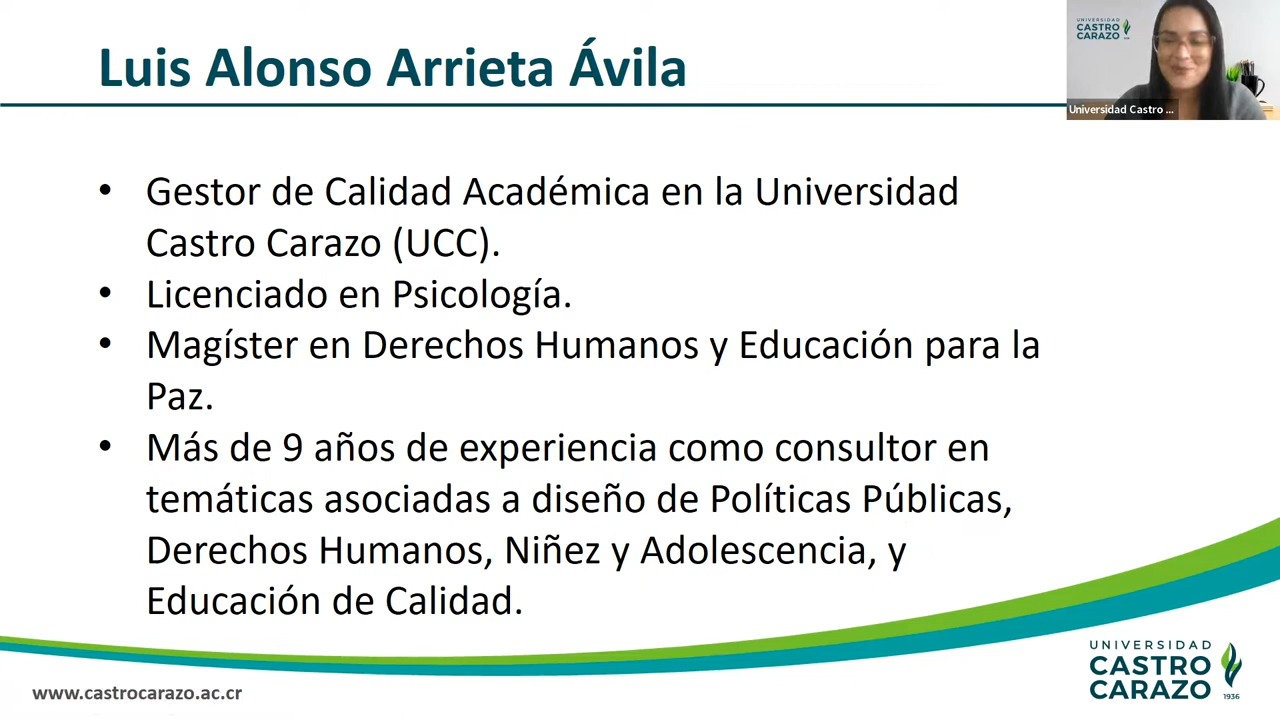 Luis Alonso Arrieta Ávila
UNIVERSIDAD
CASTRO
CARAZO
Universidad Castro ...
• Gestor de Calidad Académica en la Universidad
Castro Carazo (UCC).
• Licenciado en Psicología.
• Magíster en Derechos Humanos y Educación para la
Paz.
• Más de 9 años de experiencia como consultor en
temáticas asociadas a diseño de Políticas Públicas,
Derechos Humanos, Niñez y Adolescencia, y
Educación de Calidad.
www.castrocarazo.ac.cr
UNIVERSIDAD
CASTRO
CARAZO
1936